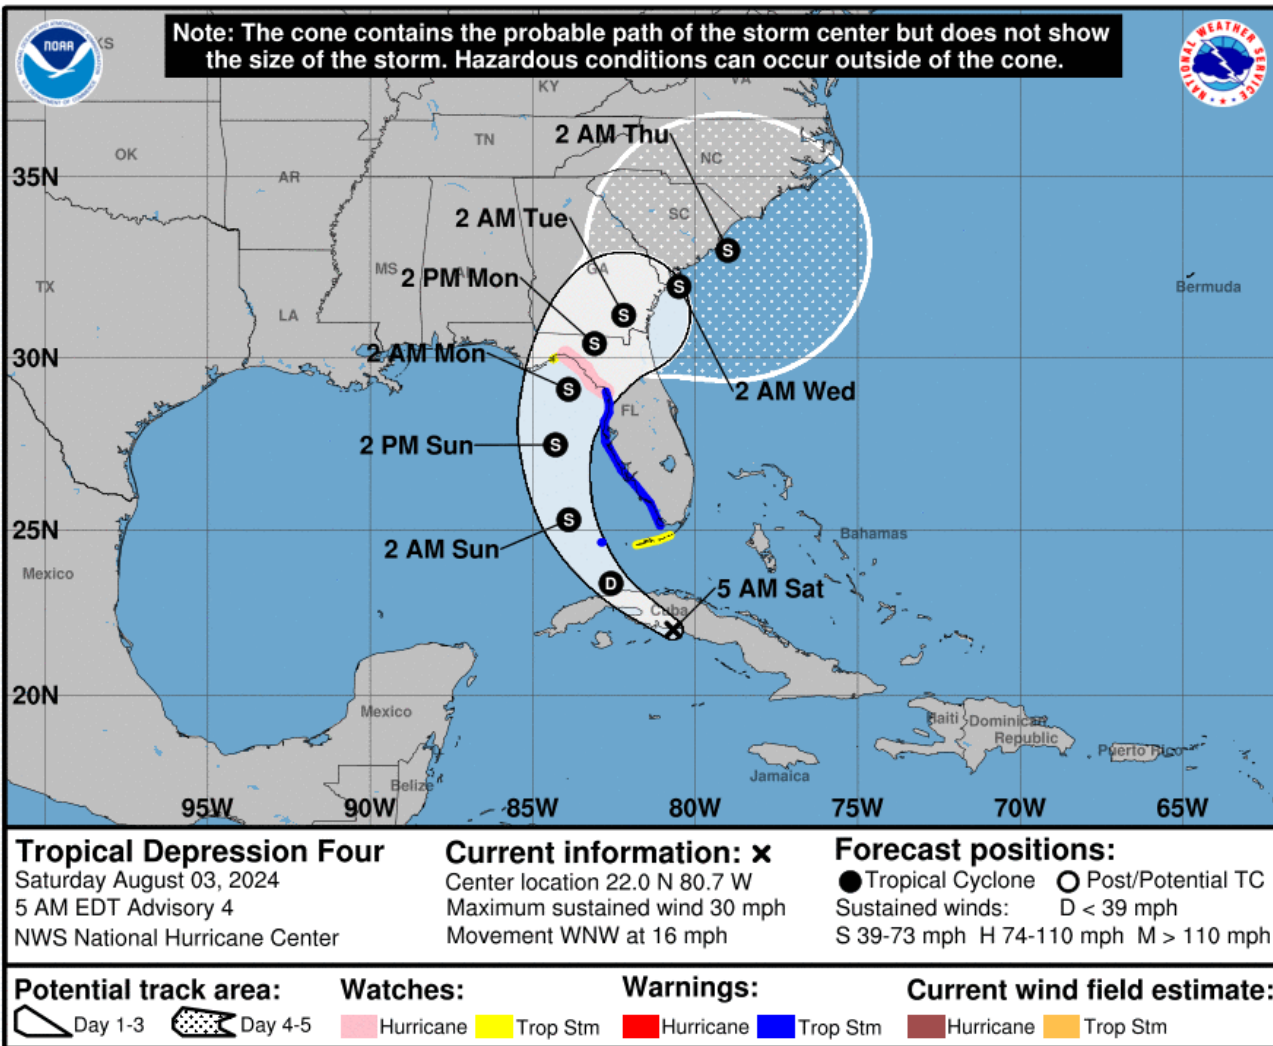 Note: The cone contains the probable path of the storm center but does not show
the size of the storm. Hazardous conditions can occur outside of the cone.
NOAA
NATIONAL WEATHER SERVICE
KS
KY
VA
2 AM Thu
OK
TN
NC
AR
35N
2 AM Tue
SC
MS
AL
GA
2 PM Mon
TX
Bermuda
LA
30N
2 AM Mon
2 AM Wed
FL
2 PM Sun
S
S
S
S
S
S
S
D
25N
Bahamas
2 AM Sun
Mexico
5 AM Sat
Cuba
20N
Mexico
Haiti
Dominican
Republic
Puerto Rico
Jamaica
Belize
95W 90W 85W 80W 75W 70W 65W
Tropical Depression Four
Saturday August 03, 2024
5 AM EDT Advisory 4
NWS National Hurricane Center
Current information: x
Center location 22.0 N 80.7 W
Maximum sustained wind 30 mph
Movement WNW at 16 mph
Forecast positions:
Tropical Cyclone Post/Potential TC
Sustained winds: D < 39 mph
S 39-73 mph H 74-110 mph M > 110 mph
Potential track area:
Day 1-3 Day 4-5
Watches:
Hurricane Trop Stm
Warnings:
Hurricane Trop Stm
Current wind field estimate:
Hurricane Trop Stm